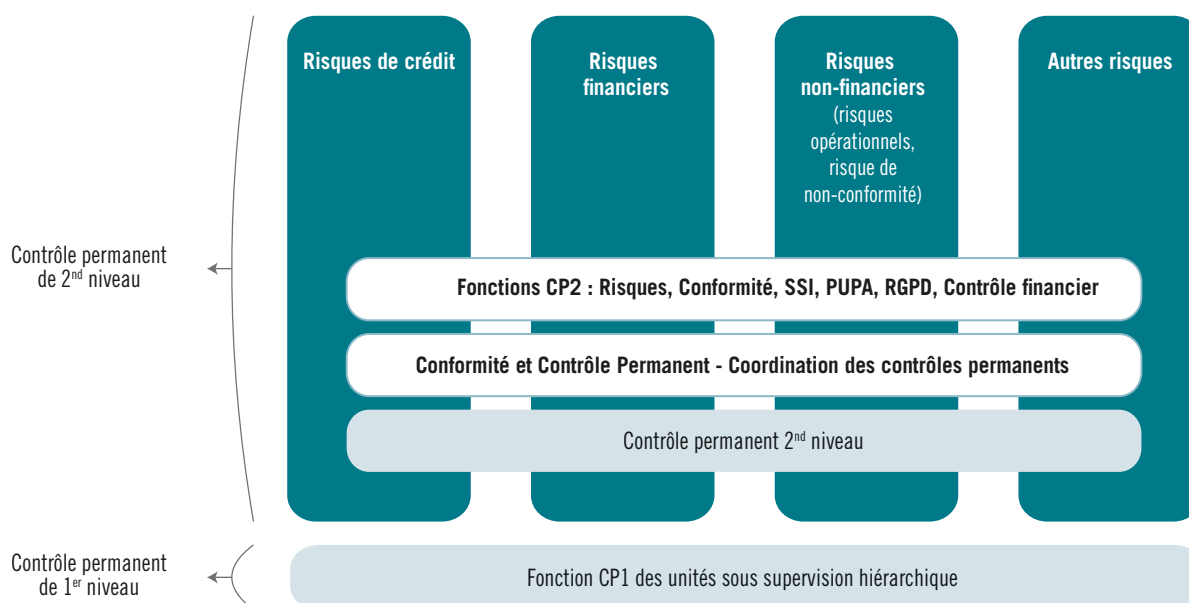 Risques de crédit
Risques
financiers
Risques
non-financiers
(risques
opérationnels,
risque de
non-conformité)
Autres risques
Contrôle permanent
de 2nd niveau
Fonctions CP2 : Risques, Conformité, SSI, PUPA, RGPD, Contrôle financier
Conformité et Contrôle Permanent - Coordination des contrôles permanents
Contrôle permanent 2nd niveau
Contrôle permanent
de 1er niveau
Fonction CP1 des unités sous supervision hiérarchique